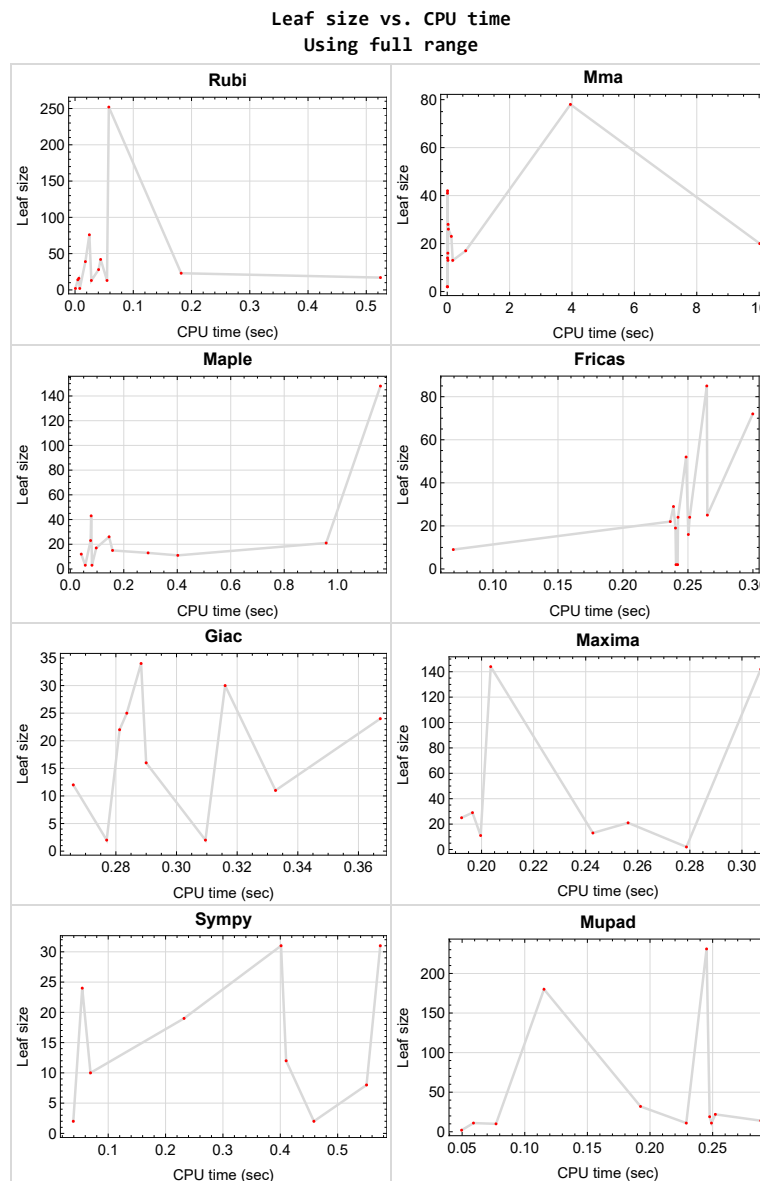 Leaf size vs. CPU time
Using full range
Rubi
Leaf size
250
200
150
100
50
0
0.0 0.1 0.2 0.3 0.4 0.5
CPU time (sec)
Mma
Leaf size
80
60
40
20
0
0 2 4 6 8 10
CPU time (sec)
Maple
Leaf size
140
120
100
80
60
40
20
0
0.0 0.2 0.4 0.6 0.8 1.0
CPU time (sec)
Fricas
Leaf size
80
60
40
20
0
0.10 0.15 0.20 0.25 0.30
CPU time (sec)
Giac
Leaf size
35
30
25
20
15
10
5
0
0.28 0.30 0.32 0.34 0.36
CPU time (sec)
Maxima
Leaf size
140
120
100
80
60
40
20
0
0.20 0.22 0.24 0.26 0.28 0.30
CPU time (sec)
Sympy
Leaf size
30
25
20
15
10
5
0
0.1 0.2 0.3 0.4 0.5
CPU time (sec)
Mupad
Leaf size
200
150
100
50
0
0.05 0.10 0.15 0.20 0.25
CPU time (sec)